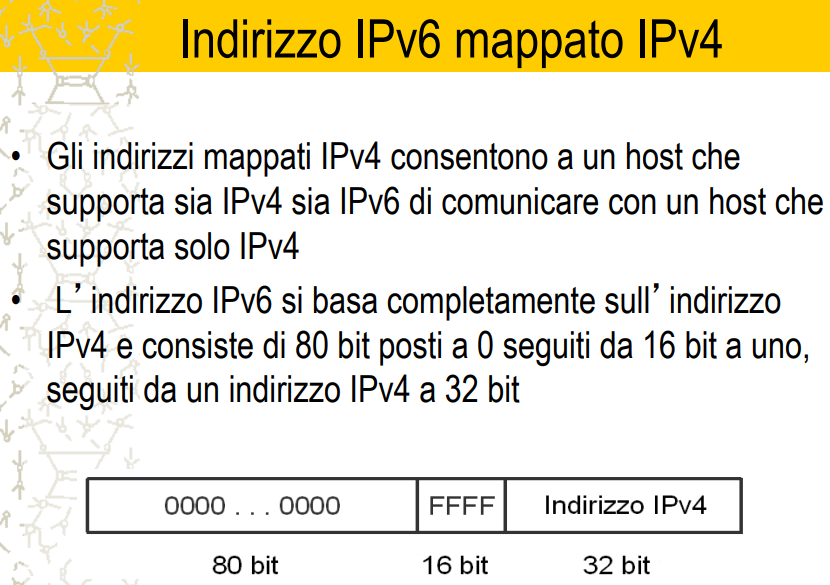 Indirizzo IPv6 mappato IPv4
• Gli indirizzi mappati IPv4 consentono a un host che
supporta sia IPv4 sia IPv6 di comunicare con un host che
supporta solo IPv4
• L’indirizzo IPv6 si basa completamente sull’indirizzo
IPv4 e consiste di 80 bit posti a 0 seguiti da 16 bit a uno,
seguiti da un indirizzo IPv4 a 32 bit
0000 . . . 0000 FFFF Indirizzo IPv4
80 bit 16 bit 32 bit